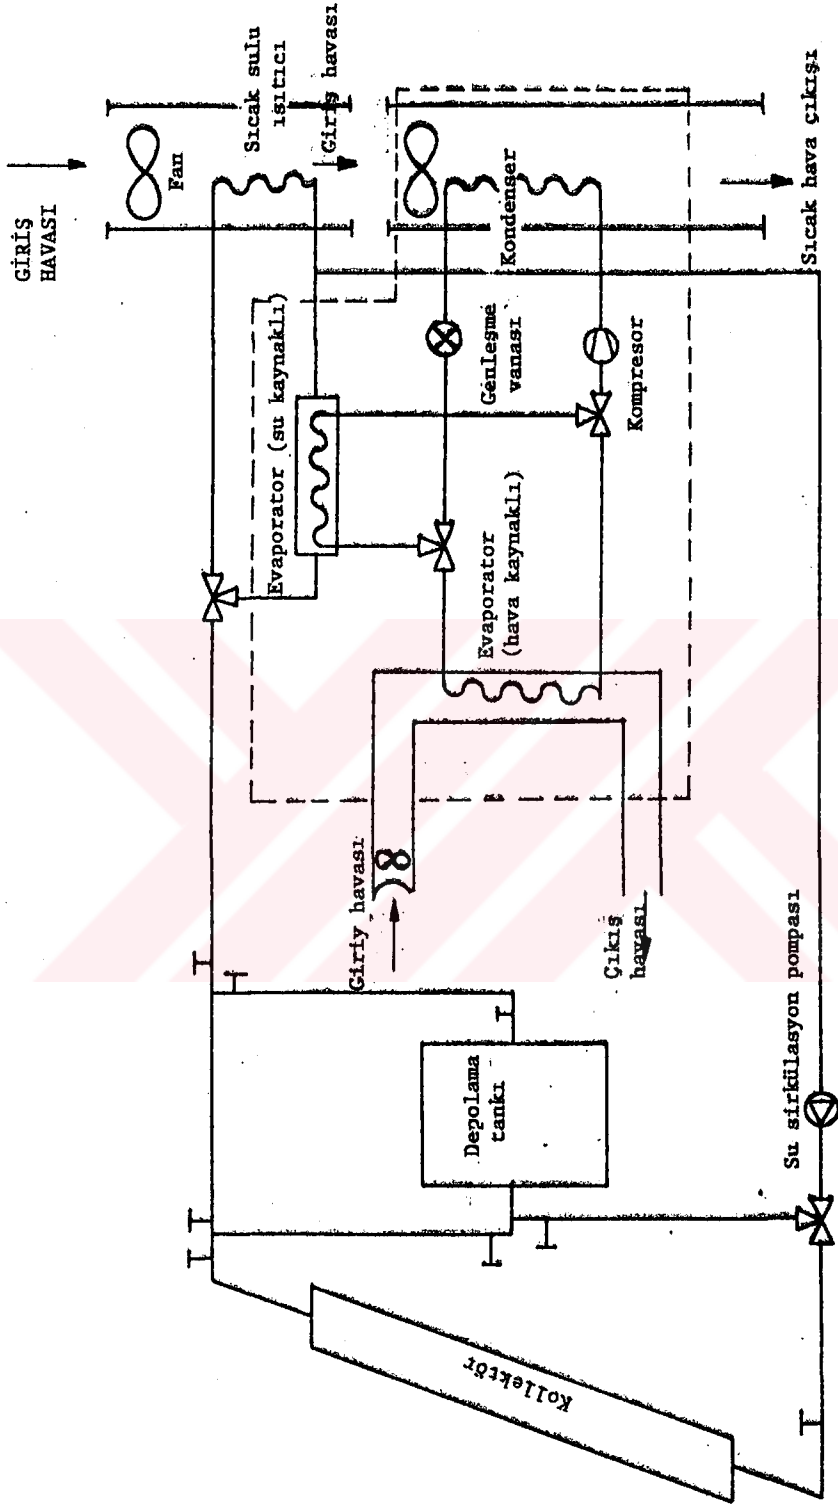 GİRİŞ
HAVASI
Fan
Sıcak sulu
ısıtıcı
Giriş havası
Kondenser
Sıcak hava çıkışı
Evaporator (su kaynaklı)
Genleşme
vanası
Kompresor
Evaporator
(hava kaynaklı)
Giriy havası
Çıkış
havası
Depolama
tankı
Su sirkülasyon pompası
Kollektör